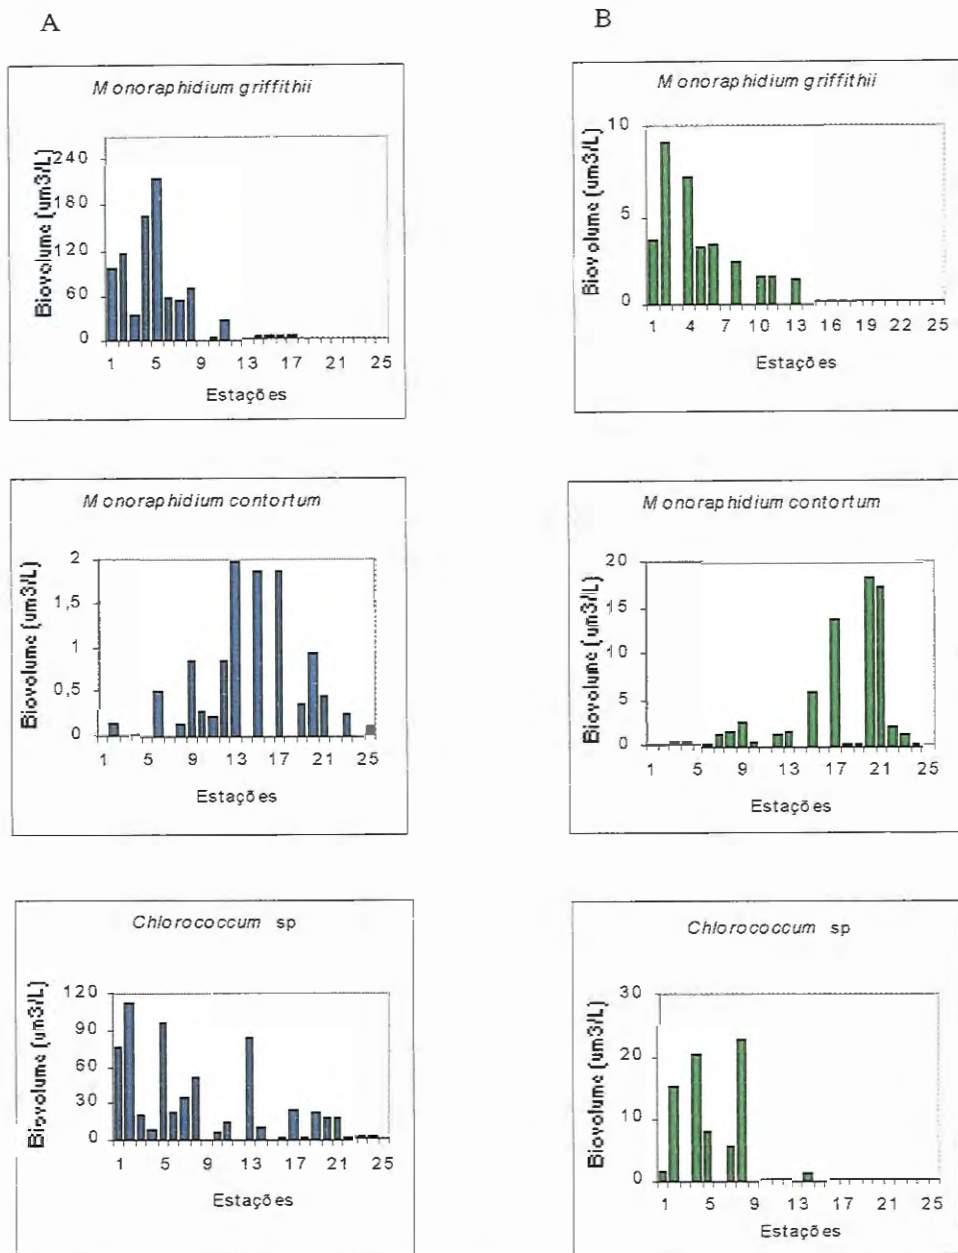 A
B
Monoraphidium griffithii
Biovolume (um3/L)
240
180
120
60
0
1 5 9 13 17 21 25
Estações
Monoraphidium griffithii
Biovolume (um3/L)
10
5
0
1 4 7 10 13 16 19 22 25
Estações
Monoraphidium contortum
Biovolume (um3/L)
2
1,5
1
0,5
0
1 5 9 13 17 21 25
Estações
Monoraphidium contortum
Biovolume (um3/L)
20
15
10
5
0
1 5 9 13 17 21 25
Estações
Chlorococcum sp
Biovolume (um3/L)
120
90
60
30
0
1 5 9 13 17 21 25
Estações
Chlorococcum sp
Biovolume (um3/L)
30
20
10
0
1 5 9 13 17 21 25
Estações